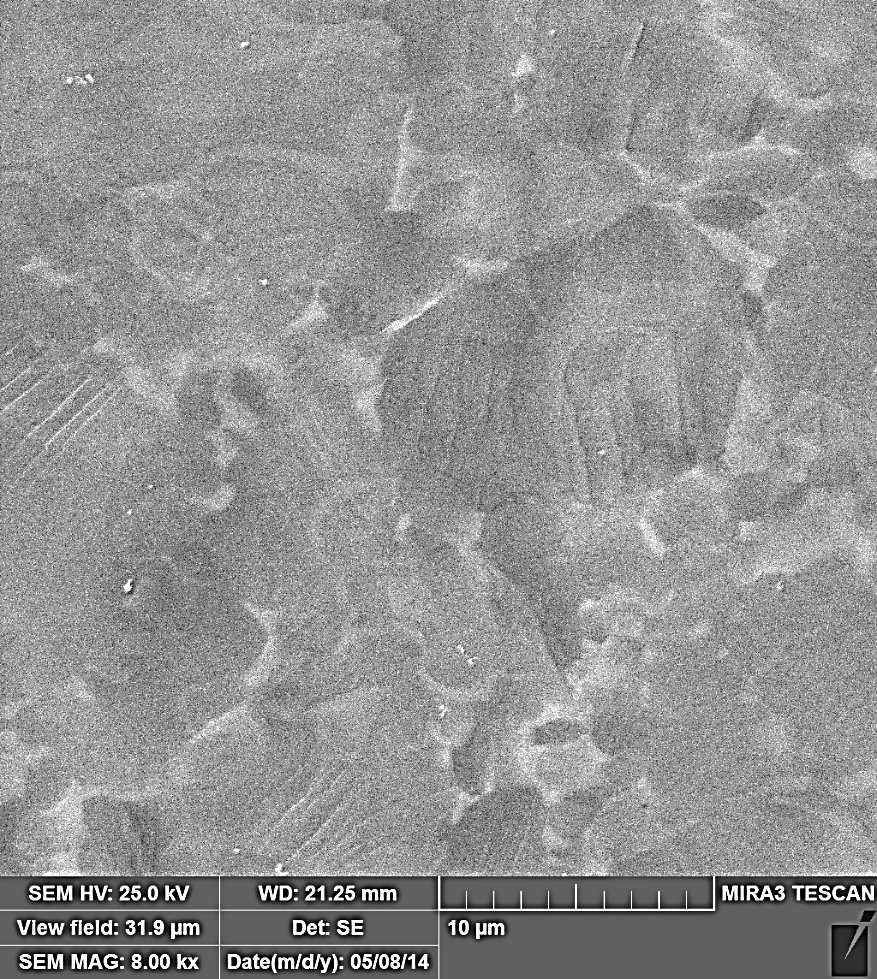 SEM HV: 25.0 kV
WD: 21.25 mm
MIRA3 TESCAN
View field: 31.9 µm
Det: SE
10 µm
SEM MAG: 8.00 kx
Date(m/d/y): 05/08/14